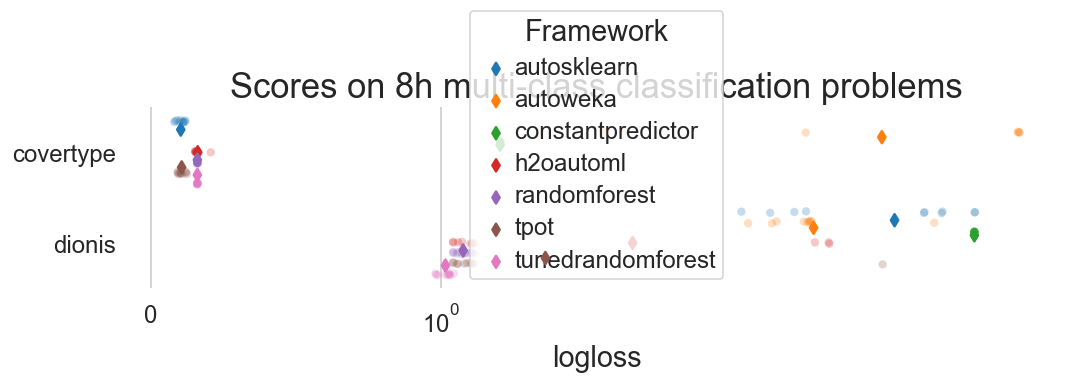 Framework
autosklearn
Scores on 8h multi-class classification problems
autoweka
constantpredictor
covertype
h2oautoml
randomforest
tpot
dionis
tunedrandomforest
0
10^0
logloss